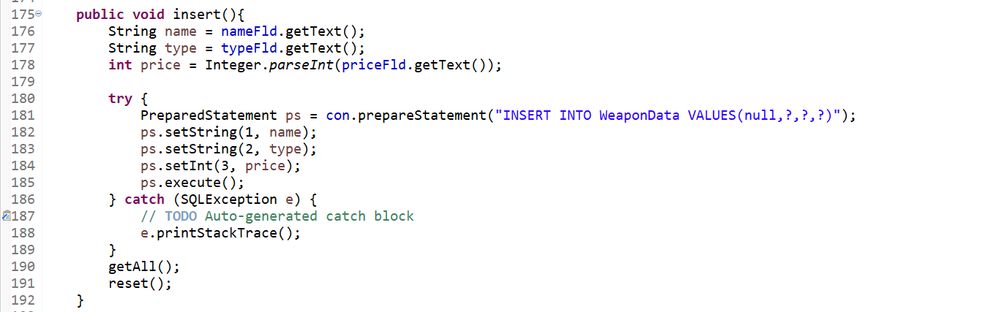 175 public void insert(){
176 String name = nameFld.getText();
177 String type = typeFld.getText();
178 int price = Integer.parseInt(priceFld.getText());
179
180 try {
181 PreparedStatement ps = con.prepareStatement("INSERT INTO WeaponData VALUES(null,?,?,?)");
182 ps.setString(1, name);
183 ps.setString(2, type);
184 ps.setInt(3, price);
185 ps.execute();
186 } catch (SQLException e) {
187 // TODO Auto-generated catch block
188 e.printStackTrace();
189 }
190 getAll();
191 reset();
192 }